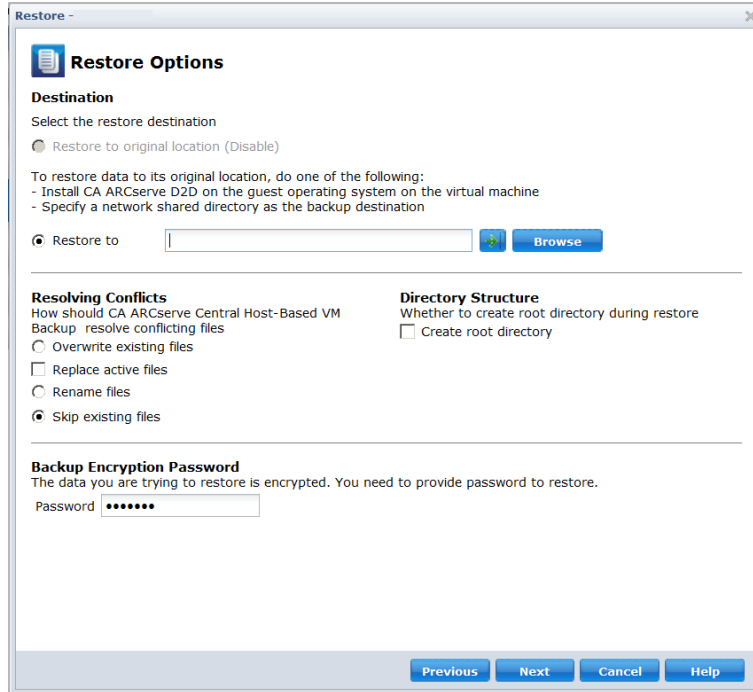 Restore -
Restore Options
Destination
Select the restore destination
Restore to original location (Disable)
To restore data to its original location, do one of the following:
- Install CA ARCserve D2D on the guest operating system on the virtual machine
- Specify a network shared directory as the backup destination
Restore to
Browse
Resolving Conflicts
How should CA ARCserve Central Host-Based VM
Backup resolve conflicting files
Overwrite existing files
Replace active files
Rename files
Skip existing files
Directory Structure
Whether to create root directory during restore
Create root directory
Backup Encryption Password
The data you are trying to restore is encrypted. You need to provide password to restore.
Password •••••••
Previous
Next
Cancel
Help